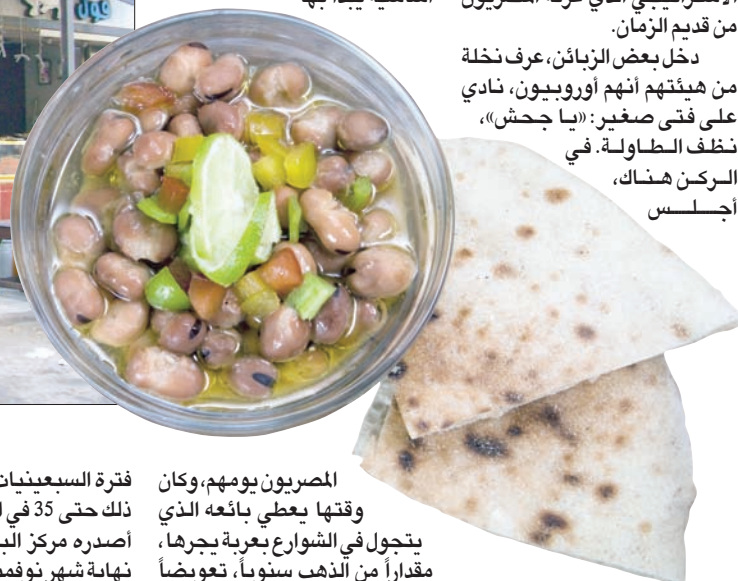 من قديم الزمان.
دخل بعض الزبائن، عرف نخلة
من هيئتهم أنهم أوروبيون، نادي
على فتى صغير: «يا جحش»،
نظف الطاولة. في
الركن هناك،
أجلس
المصريون يومهم، وكان
وقتها يعطي بائعه الذي
يتجول في الشوارع بعربة يجرها،
مقداراً من الذهب سنوياً، تعويضاً
فترة السبعينيات
ذلك حتى 35 في
أصدره مركز
نهاية شهر
فول